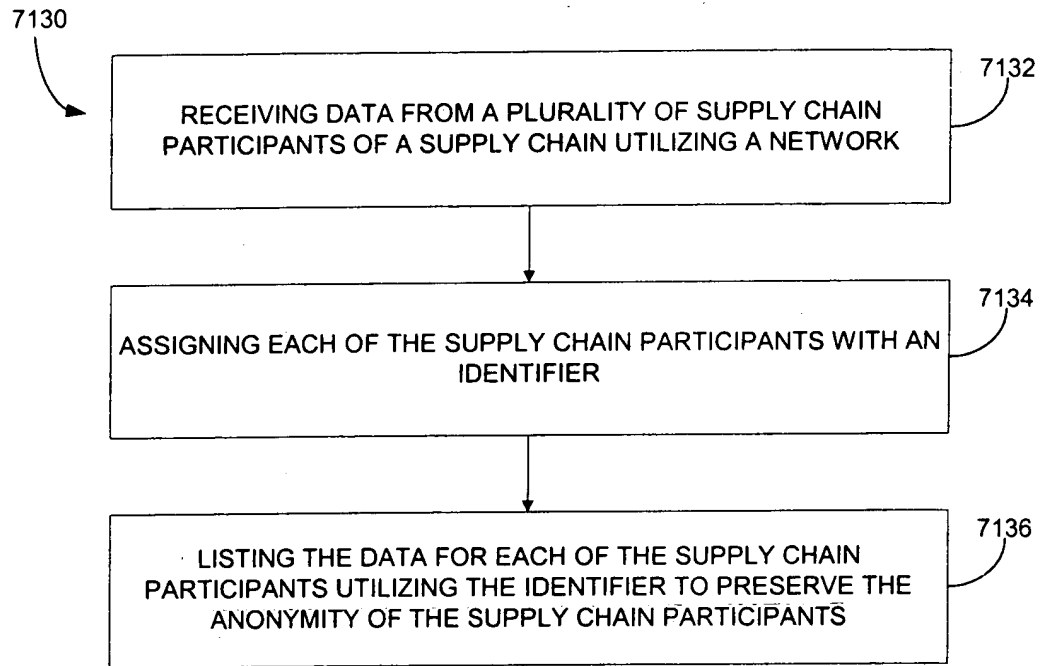 7130
7132
RECEIVING DATA FROM A PLURALITY OF SUPPLY CHAIN
PARTICIPANTS OF A SUPPLY CHAIN UTILIZING A NETWORK
7134
ASSIGNING EACH OF THE SUPPLY CHAIN PARTICIPANTS WITH AN
IDENTIFIER
7136
LISTING THE DATA FOR EACH OF THE SUPPLY CHAIN
PARTICIPANTS UTILIZING THE IDENTIFIER TO PRESERVE THE
ANONYMITY OF THE SUPPLY CHAIN PARTICIPANTS